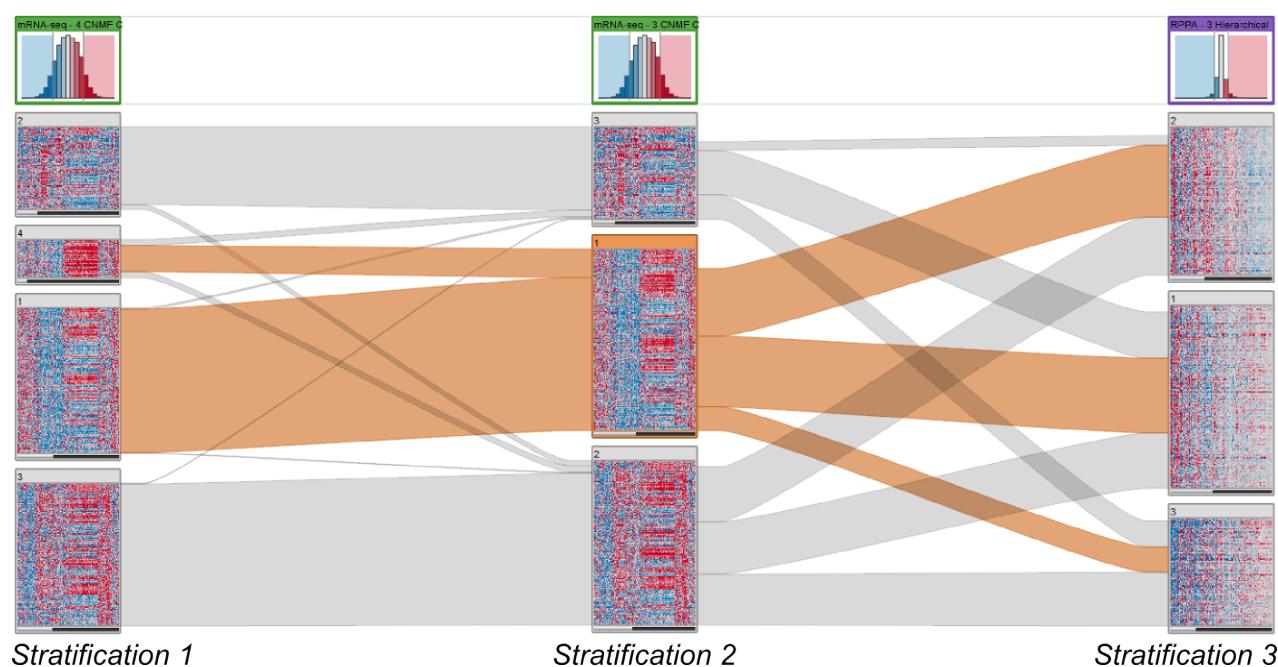 mRNA-seq - 4 CNMF C
mRNA-seq - 3 CNMF C
RPPA - 3 Hierarchical
2
4
1
3
3
1
2
2
1
3
Stratification 1
Stratification 2
Stratification 3